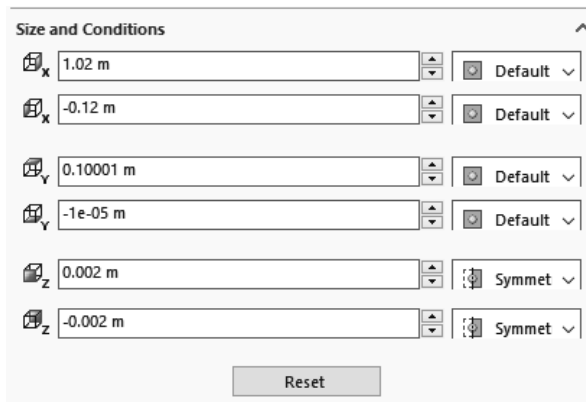 Size and Conditions
X 1.02 m Default
X -0.12 m Default
Y 0.10001 m Default
Y -1e-05 m Default
Z 0.002 m Symmet
Z -0.002 m Symmet
Reset